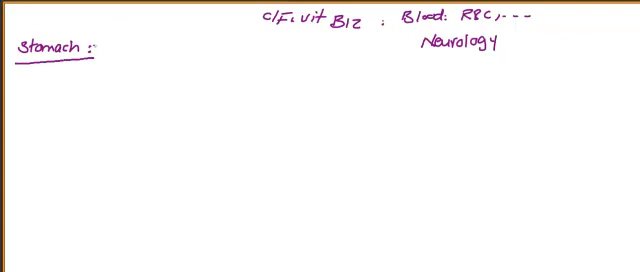 C/F: vit B12 : Blood: RBC, ---
Neurology
Stomach :